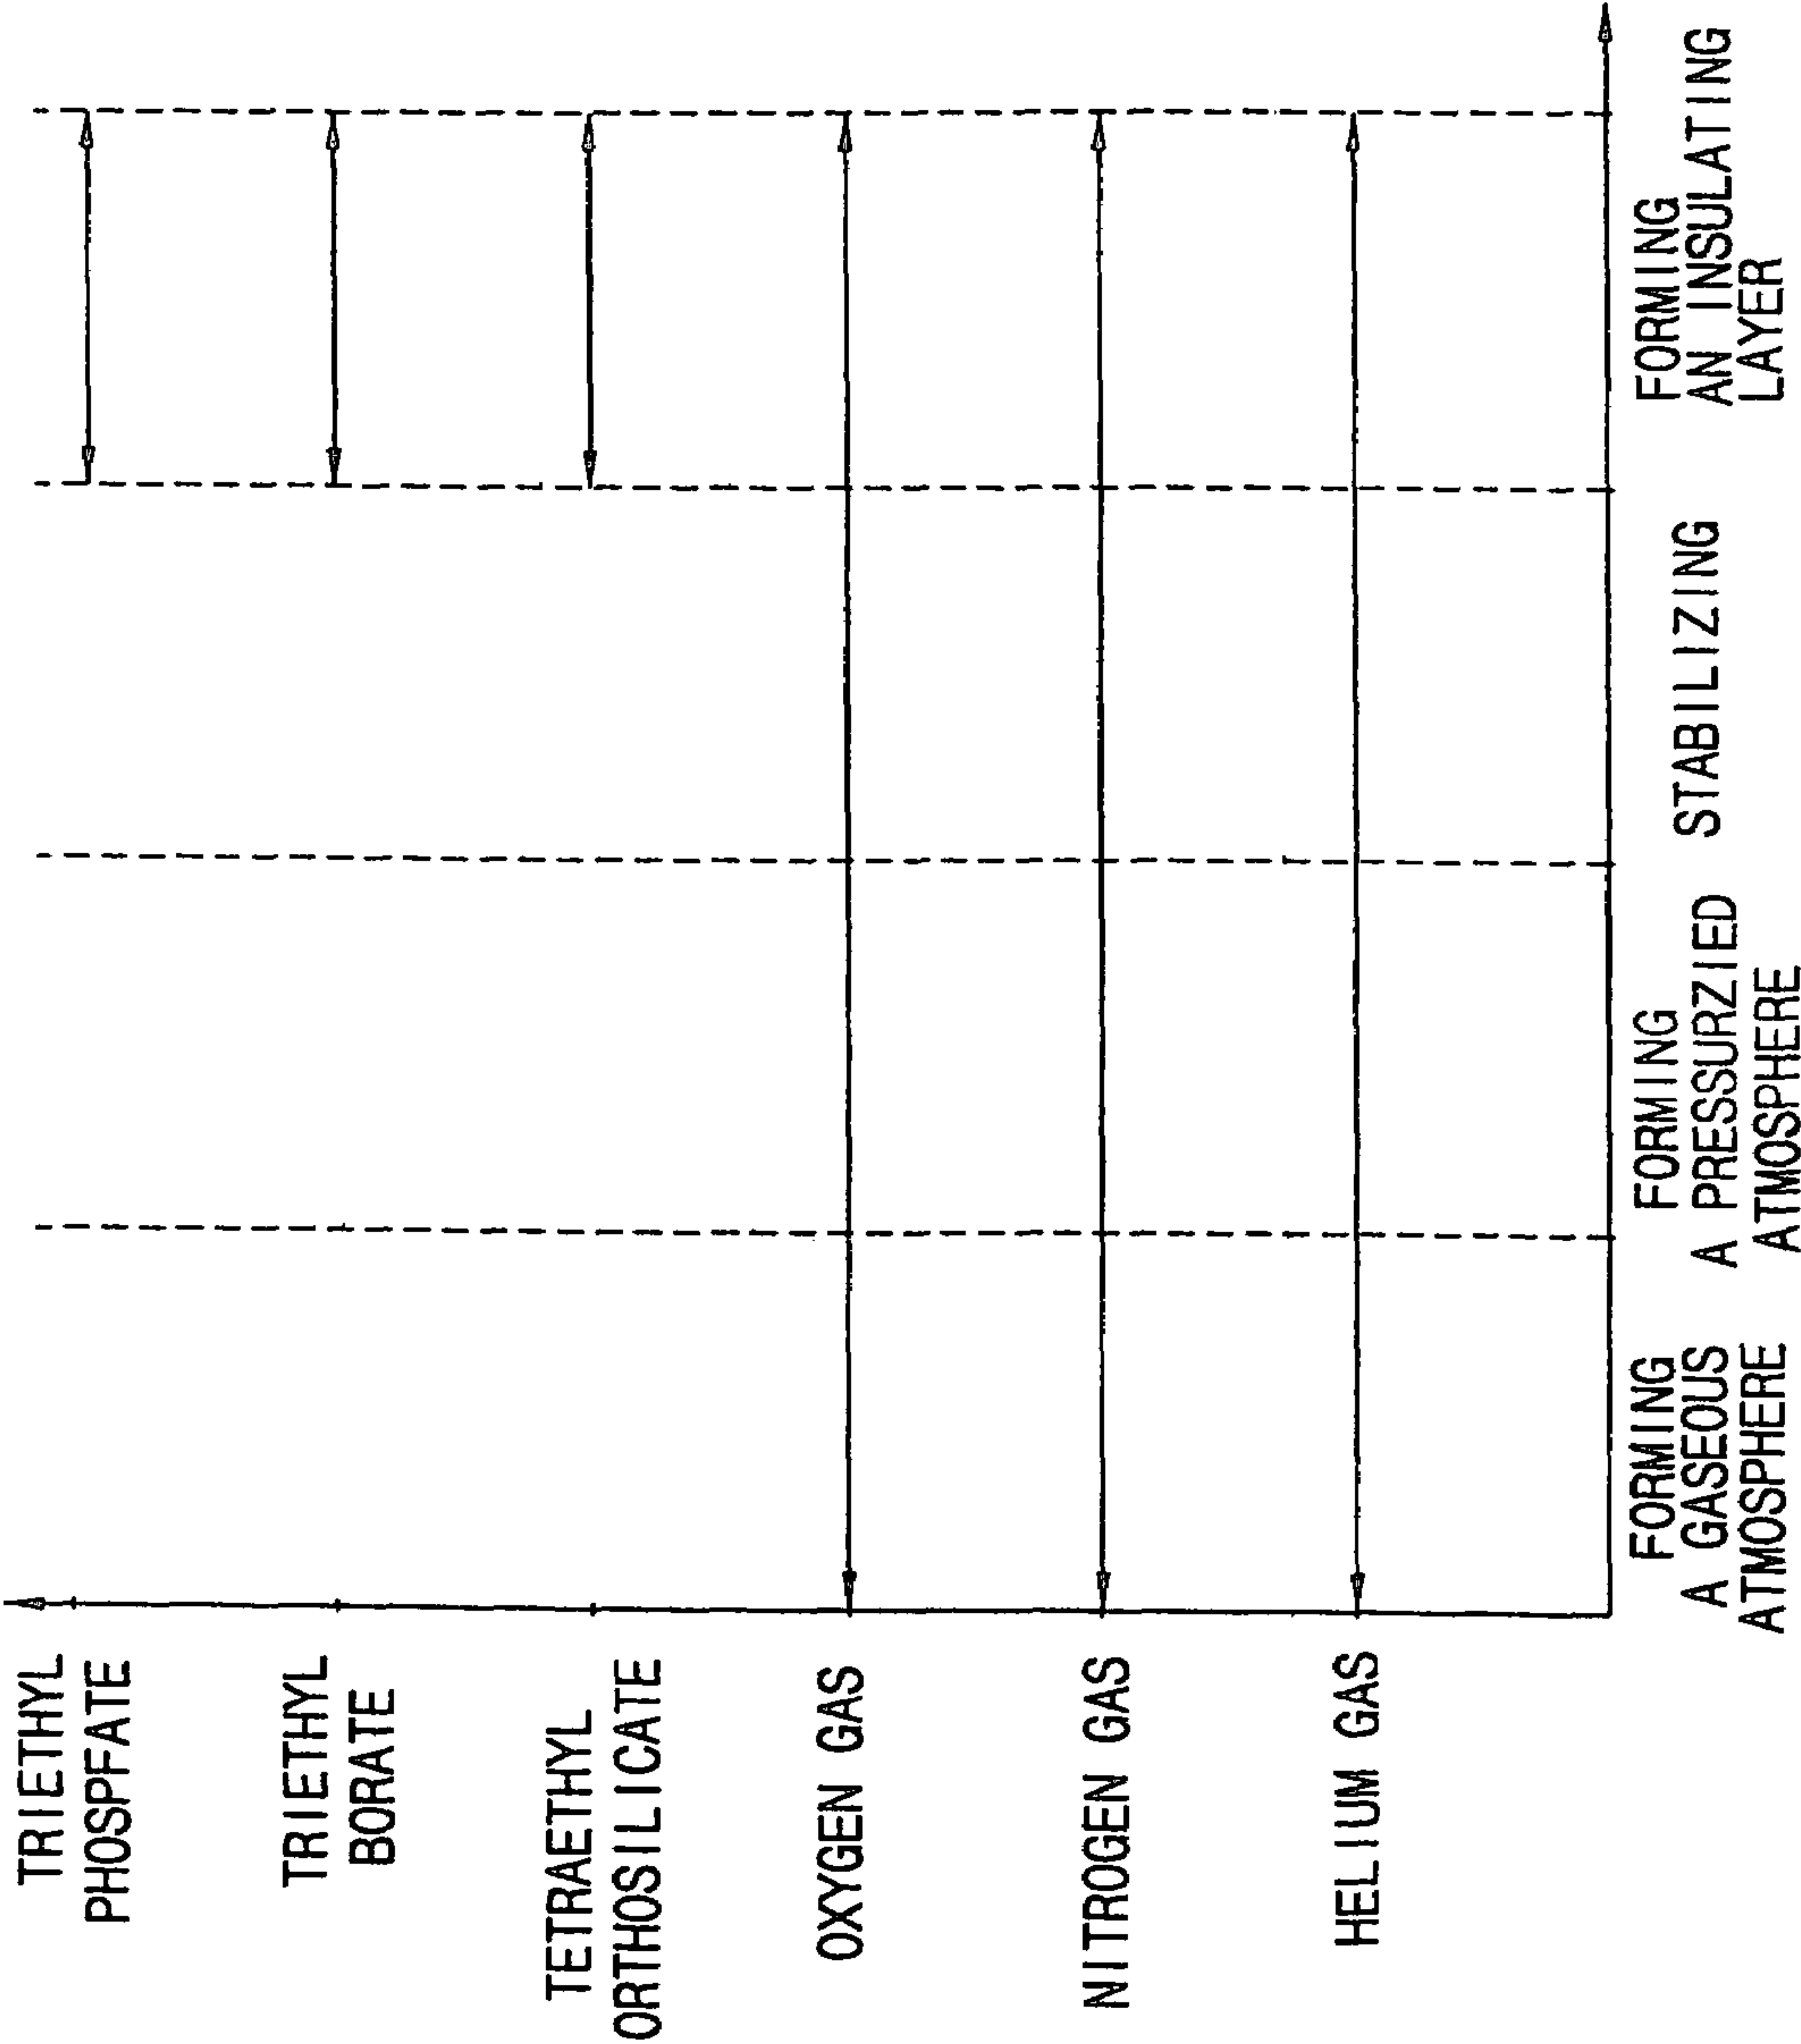 TRIETHYL
PHOSPFATE
TRIETHYL
BORATE
TETRAETHYL
ORTHOSILICATE
OXYGEN GAS
NITROGEN GAS
HELIUM GAS
FORMING
A GASEOUS
ATMOSPHERE
FORMING
A PRESSURZIED
ATMOSPHERE
STABILIZING
FORMING
AN INSULATING
LAYER